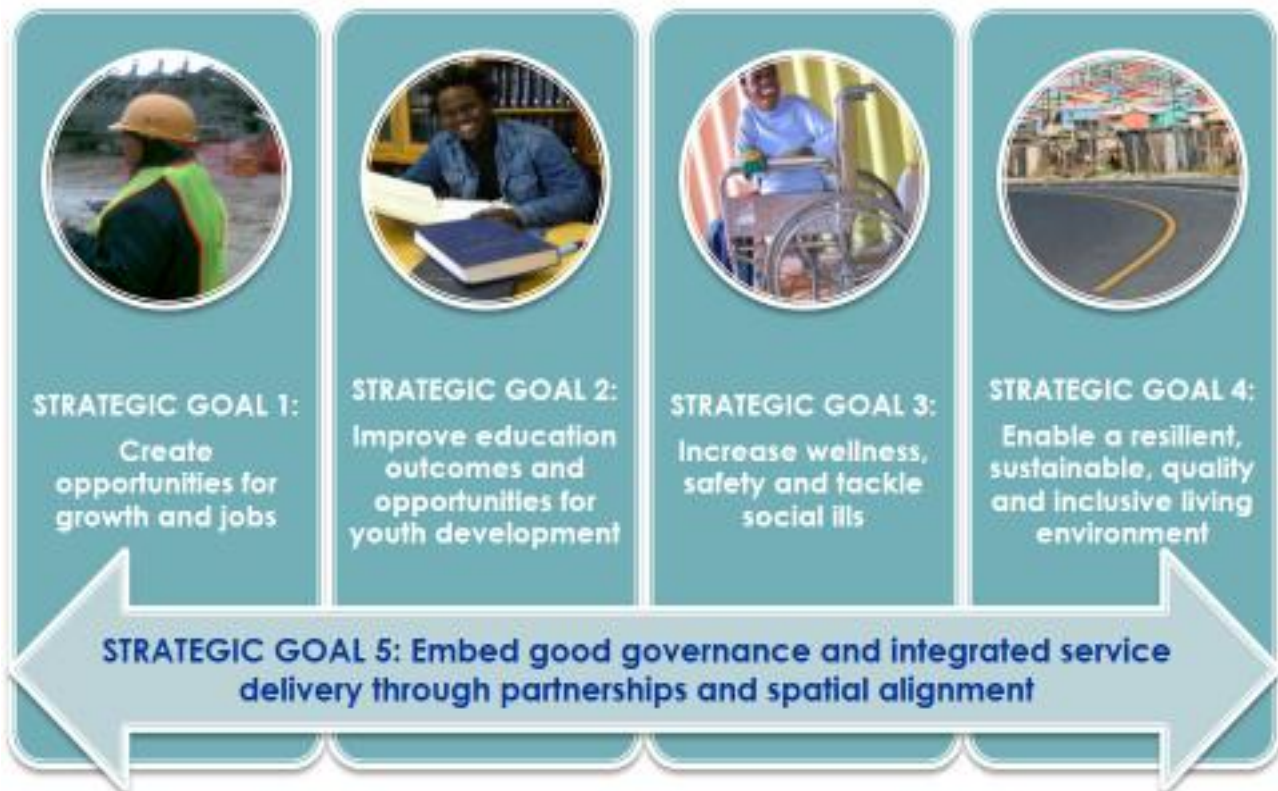 STRATEGIC GOAL 1:
Create
opportunities for
growth and jobs
STRATEGIC GOAL 2:
Improve education
outcomes and
opportunities for
youth development
STRATEGIC GOAL 3:
Increase wellness,
safety and tackle
social ills
STRATEGIC GOAL 4:
Enable a resilient,
sustainable, quality
and inclusive living
environment
STRATEGIC GOAL 5: Embed good governance and integrated service
delivery through partnerships and spatial alignment